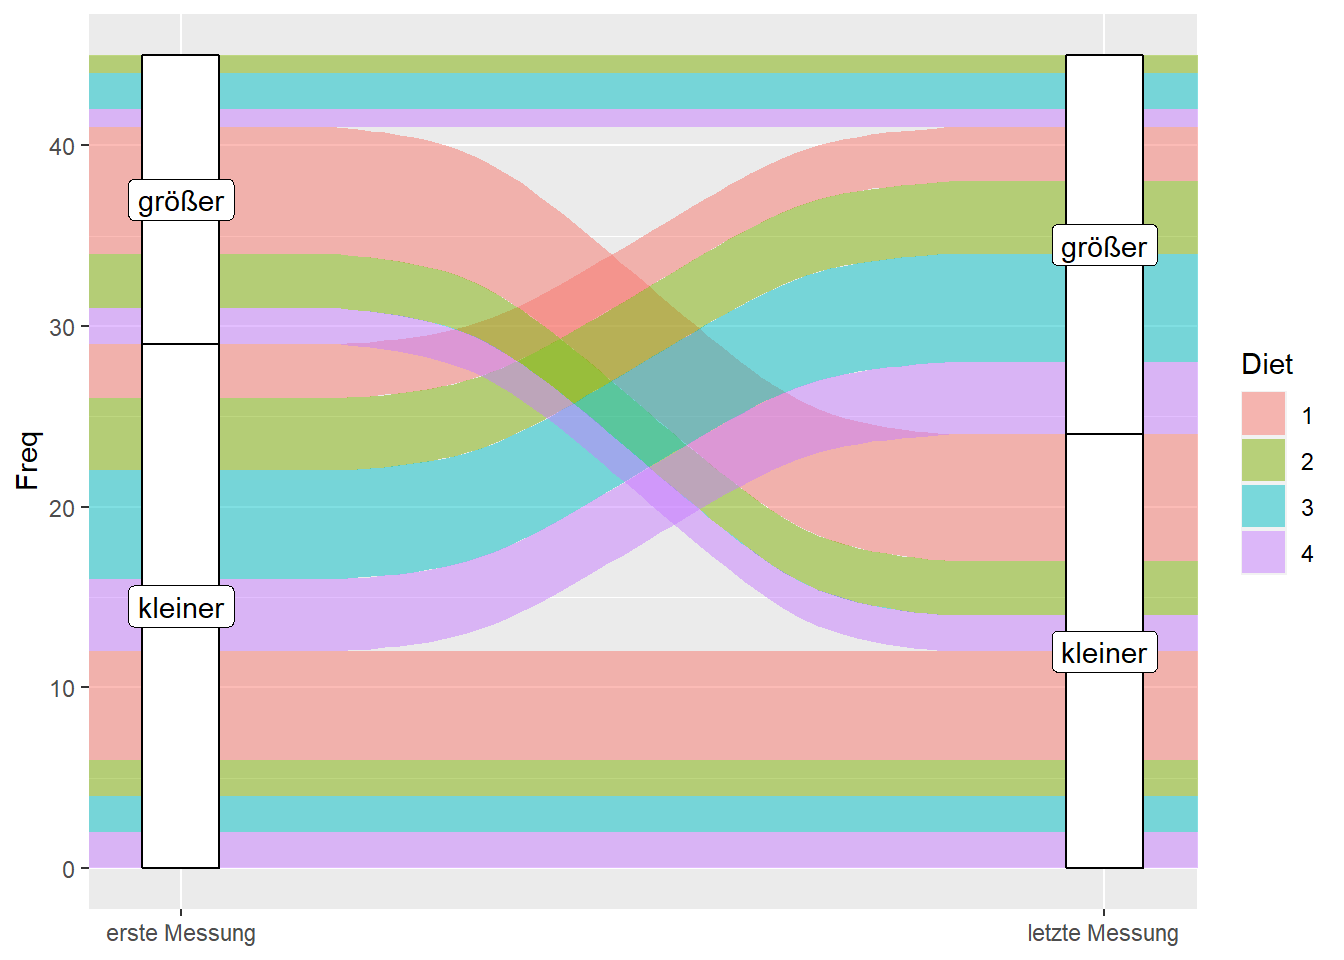 Freq
40
30
20
10
0
größer
kleiner
größer
kleiner
erste Messung
letzte Messung
Diet
1
2
3
4